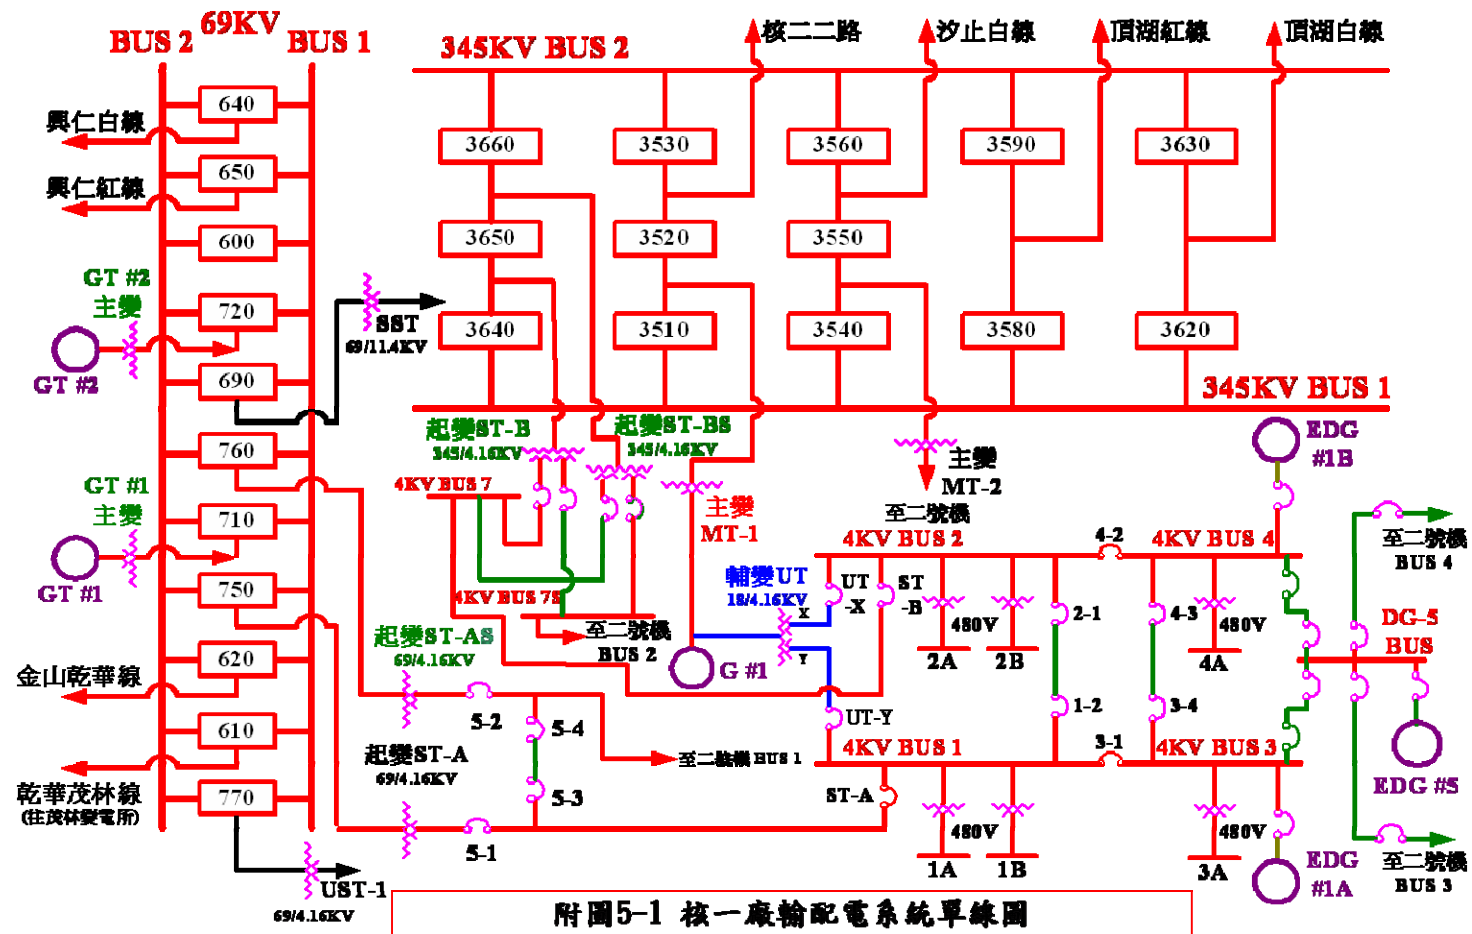 69KV
BUS 2
BUS 1
640
興仁白線
650
興仁紅線
600
GT #2
主變
720
GT #2
690
SST
69/11.4KV
760
GT #1
主變
710
GT #1
750
620
金山乾華線
610
乾華茂林線
(往茂林變電所)
770
UST-1
69/4.16KV
345KV BUS 2
核二二路
汐止白線
頂湖紅線
頂湖白線
3660
3530
3560
3590
3630
3650
3520
3550
3640
3510
3540
3580
3620
345KV BUS 1
起變ST-B
345/4.16KV
起變ST-BS
345/4.16KV
4KV BUS 7
4KV BUS 7S
至二號機
BUS 2
主變
MT-1
主變
MT-2
至二號機
G #1
輔變UT
18/4.16KV
X
Y
UT
-X
ST
-B
UT-Y
起變ST-AS
69/4.16KV
5-2
5-4
起變ST-A
69/4.16KV
5-3
5-1
至二號機 BUS 1
4KV BUS 2
4-2
4KV BUS 4
480V
2A
2B
2-1
4-3
480V
4A
1-2
3-4
4KV BUS 1
3-1
4KV BUS 3
ST-A
480V
1A
1B
480V
3A
EDG
#1B
至二號機
BUS 4
DG-5
BUS
EDG #5
至二號機
BUS 3
EDG
#1A
附圖5-1 核一廠輸配電系統單線圖